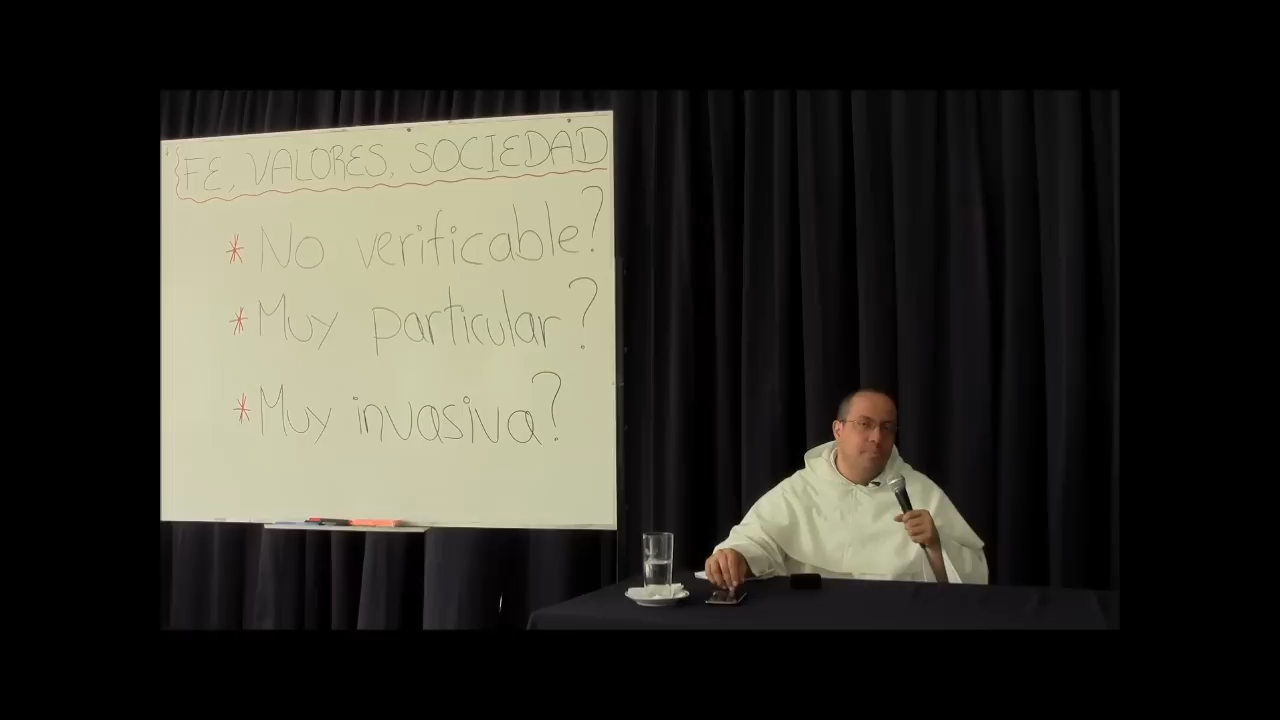 FE, VALORES, SOCIEDAD
* No verificable?
* Muy particular?
* Muy invasiva?